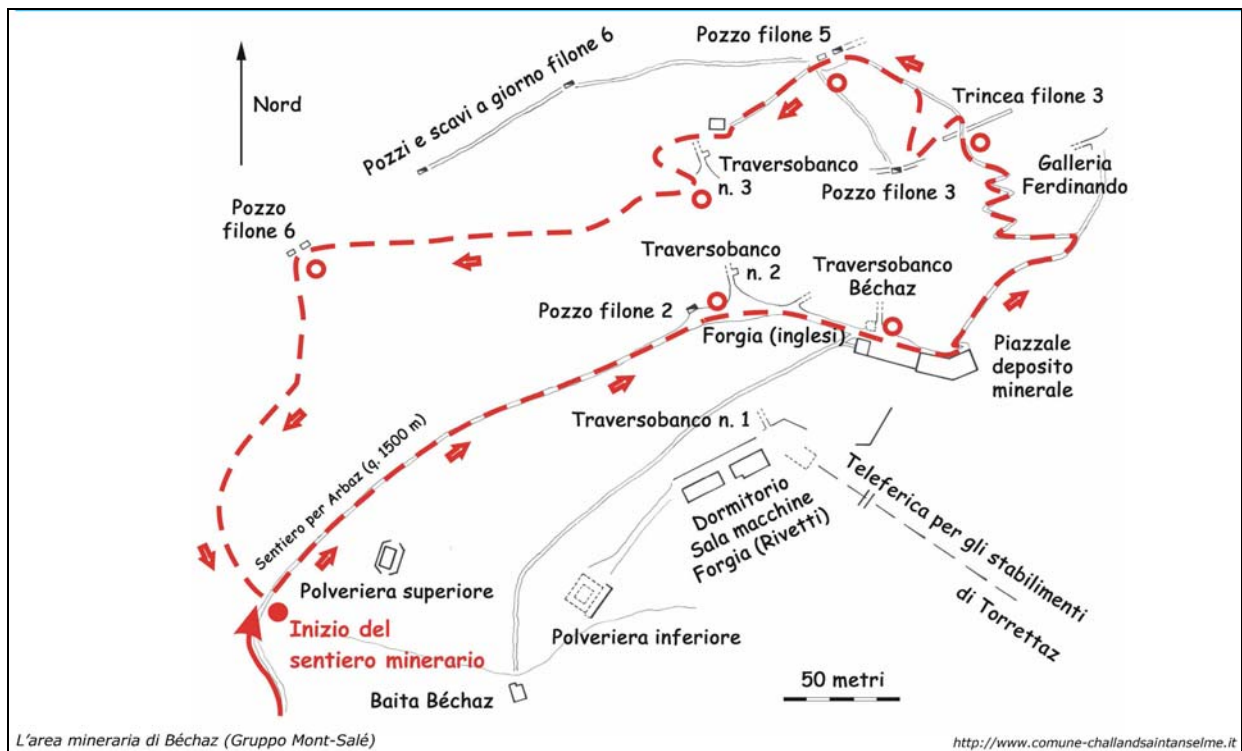 Nord
Pozzi e scavi a giorno filone 6
Pozzo filone 5
Trincea filone 3
Galleria
Ferdinando
Pozzo filone 3
Traversobanco
n. 3
Pozzo
filone 6
Traversobanco
n. 2
Traversobanco
Béchaz
Pozzo filone 2
Forgia (inglesi)
Piazzale
deposito
minerale
Sentiero per Arbaz (q. 1500 m)
Traversobanco n. 1
Dormitorio
Sala macchine
Forgia (Rivetti)
Teleferica per gli stabilimenti
di Torrettaz
Polveriera superiore
Polveriera inferiore
Inizio del
sentiero minerario
Baita Béchaz
50 metri
L'area mineraria di Béchaz (Gruppo Mont-Salé)
http://www.comune-challandsaintanselme.it